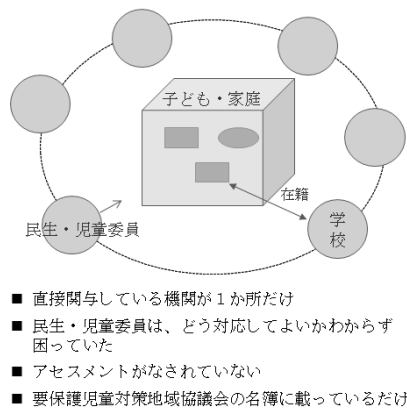 子ども・家庭
在籍
民生・児童委員
学
校
■ 直接関与している機関が１か所だけ
■ 民生・児童委員は、どう対応してよいかわからず
困っていた
■ アセスメントがなされていない
■ 要保護児童対策地域協議会の名簿に載っているだけ